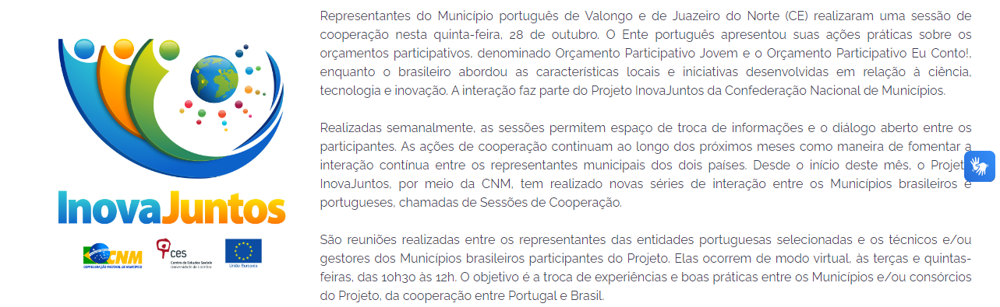 Representantes do Município português de Valongo e de Juazeiro do Norte (CE) realizaram uma sessão de
cooperação nesta quinta-feira, 28 de outubro. O Ente português apresentou suas ações práticas sobre os
orçamentos participativos, denominado Orçamento Participativo Jovem e o Orçamento Participativo Eu Conto!,
enquanto o brasileiro abordou as características locais e iniciativas desenvolvidas em relação à ciência,
tecnologia e inovação. A interação faz parte do Projeto InovaJuntos da Confederação Nacional de Municípios.
Realizadas semanalmente, as sessões permitem espaço de troca de informações e o diálogo aberto entre os
participantes. As ações de cooperação continuam ao longo dos próximos meses como maneira de fomentar a
interação contínua entre os representantes municipais dos dois países. Desde o início deste mês, o Projeto
InovaJuntos, por meio da CNM, tem realizado novas séries de interação entre os Municípios brasileiros e
portugueses, chamadas de Sessões de Cooperação.
São reuniões realizadas entre os representantes das entidades portuguesas selecionadas e os técnicos e/ou
gestores dos Municípios brasileiros participantes do Projeto. Elas ocorrem de modo virtual, às terças e quintas-
feiras, das 10h30 às 12h. O objetivo é a troca de experiências e boas práticas entre os Municípios e/ou consórcios
do Projeto, da cooperação entre Portugal e Brasil.
InovaJuntos
CNM
CONFEDERAÇÃO NACIONAL DE MUNICÍPIOS
ces
Centro de Estudos Sociais
Universidade de Coimbra
União Europeia